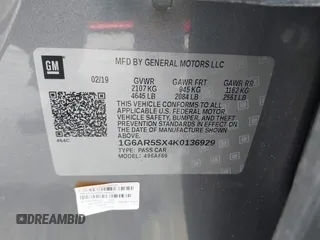 GM
MFD BY GENERAL MOTORS LLC
02/19 GVWR GAWR FRT GAWR RR
2107 KG 945 KG 1162 KG
4645 LB 2084 LB 2561 LB
THIS VEHICLE CONFORMS TO ALL APPLICABLE U.S. FEDERAL MOTOR VEHICLE SAFETY, BUMPER, AND THEFT PREVENTION STANDARDS IN EFFECT ON THE DATE OF MANUFACTURE SHOWN ABOVE.
1G6AR5SX4K0136929
TYPE: PASS CAR
MODEL:
DREAMBID